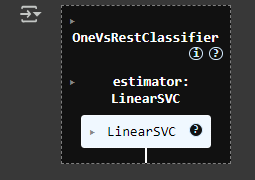 OneVsRestClassifier
i ?
estimator:
LinearSVC
LinearSVC ?